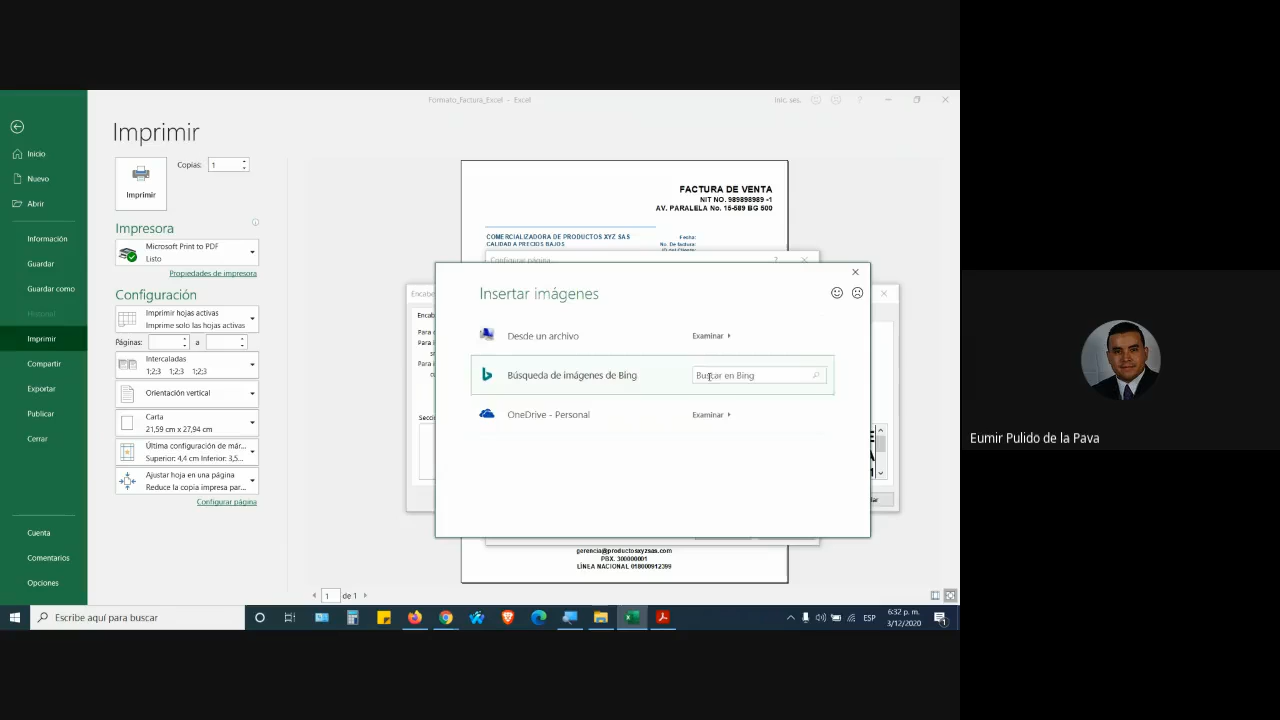 Formato_Factura_Excel - Excel
Inic. ses.
Imprimir
Inicio
Nuevo
Abrir
Información
Guardar
Guardar como
Historial
Imprimir
Compartir
Exportar
Publicar
Cerrar
Cuenta
Comentarios
Opciones
Imprimir
Copias: 1
Impresora
Microsoft Print to PDF
Listo
Propiedades de impresora
Configuración
Imprimir hojas activas
Imprime solo las hojas activas
Páginas: a
Intercaladas
1;2;3 1;2;3 1;2;3
Orientación vertical
Carta
21,59 cm x 27,94 cm
Última configuración de már...
Superior: 4,4 cm Inferior: 3,5...
Ajustar hoja en una página
Reduce la copia impresa par...
Configurar página
FACTURA DE VENTA
NIT NO. 989898989 -1
AV. PARALELA No. 15-589 BG 500
COMERCIALIZADORA DE PRODUCTOS XYZ SAS
CALIDAD A PRECIOS BAJOS
Fecha:
No. De factura:
Configurar página
Insertar imágenes
Desde un archivo
Examinar
Búsqueda de imágenes de Bing
Buscar en Bing
OneDrive - Personal
Examinar
gerencia@productosxyzsas.com
PBX. 300000001
LÍNEA NACIONAL 018000912399
1 de 1
Escribe aquí para buscar
ESP
6:32 p. m.
3/12/2020
Eumir Pulido de la Pava